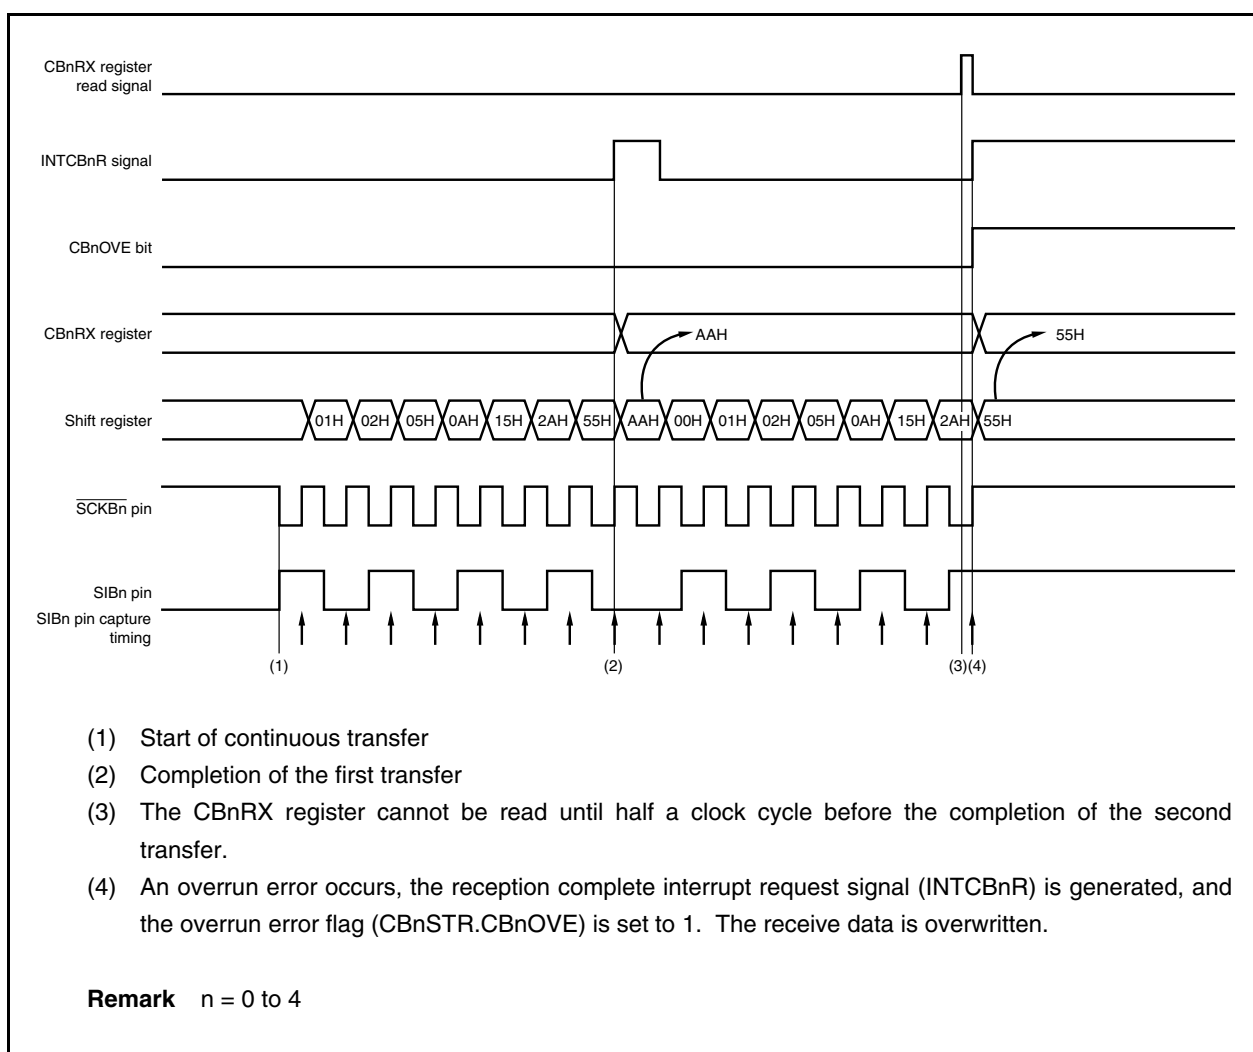 CBnRX register
read signal
INTCBnR signal
CBnOVE bit
CBnRX register
AAH
55H
Shift register
01H 02H 05H 0AH 15H 2AH 55H AAH 00H 01H 02H 05H 0AH 15H 2AH 55H
SCKBn pin
SIBn pin
SIBn pin capture
timing
(1) (2) (3) (4)
(1) Start of continuous transfer
(2) Completion of the first transfer
(3) The CBnRX register cannot be read until half a clock cycle before the completion of the second
transfer.
(4) An overrun error occurs, the reception complete interrupt request signal (INTCBnR) is generated, and
the overrun error flag (CBnSTR.CBnOVE) is set to 1. The receive data is overwritten.
Remark n = 0 to 4